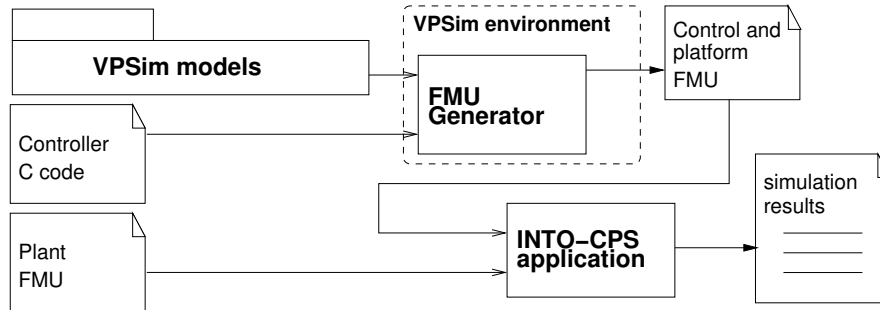 VPSim models
VPSim environment
FMU
Generator
Control and
platform
FMU
Controller
C code
Plant
FMU
INTO−CPS
application
simulation
results